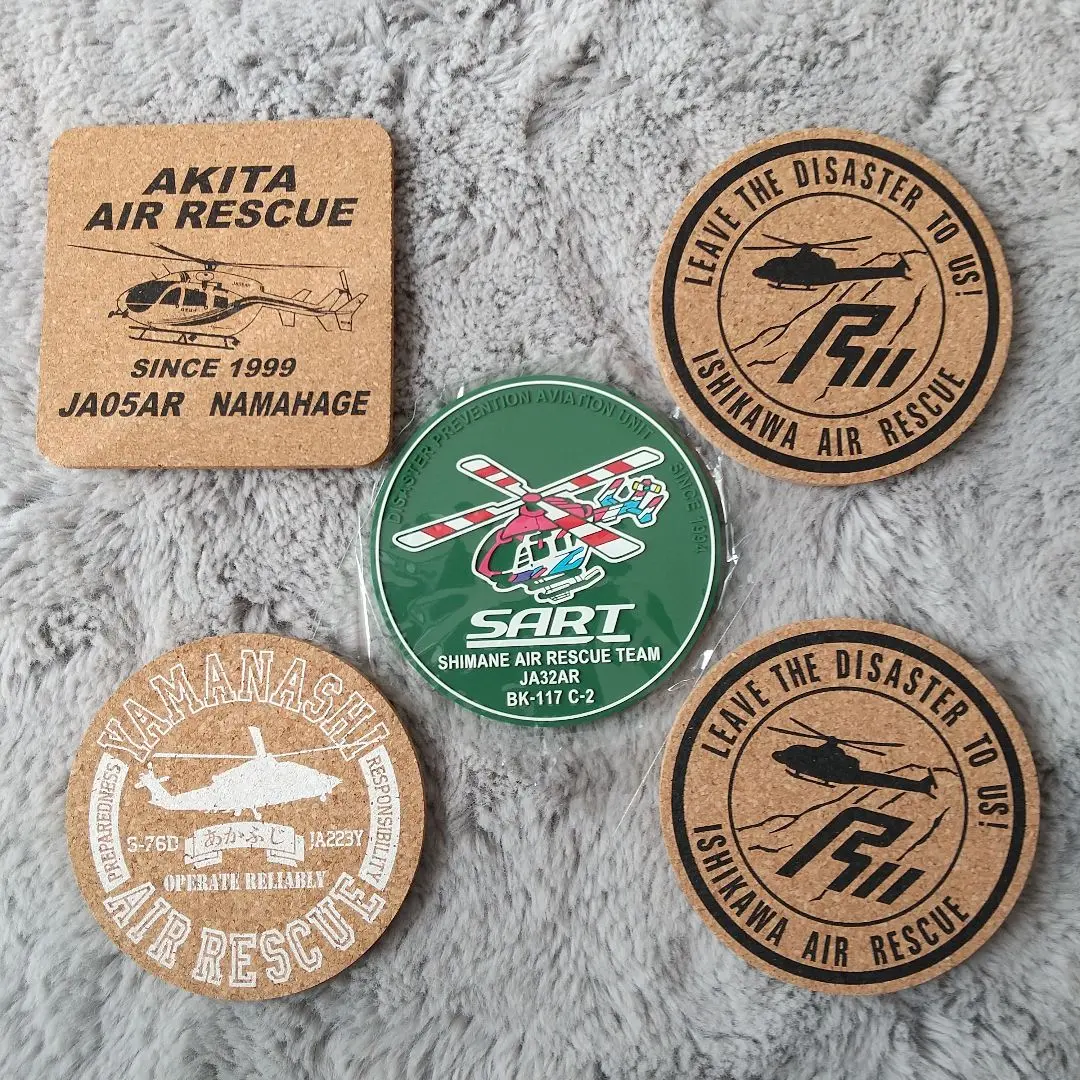 AKITA
AIR RESCUE
SINCE 1999
JA05AR NAMAHAGE
LEAVE THE DISASTER TO US!
ISHIKAWA AIR RESCUE
DISASTER PREVENTION AVIATION UNIT
SINCE 1994
SART
SHIMANE AIR RESCUE TEAM
JA32AR
BK-117 C-2
YAMANASHI
PREPAREDNESS
RESPONSIBILITY
S-76D あかふじ JA223Y
OPERATE RELIABLY
AIR RESCUE
LEAVE THE DISASTER TO US!
ISHIKAWA AIR RESCUE